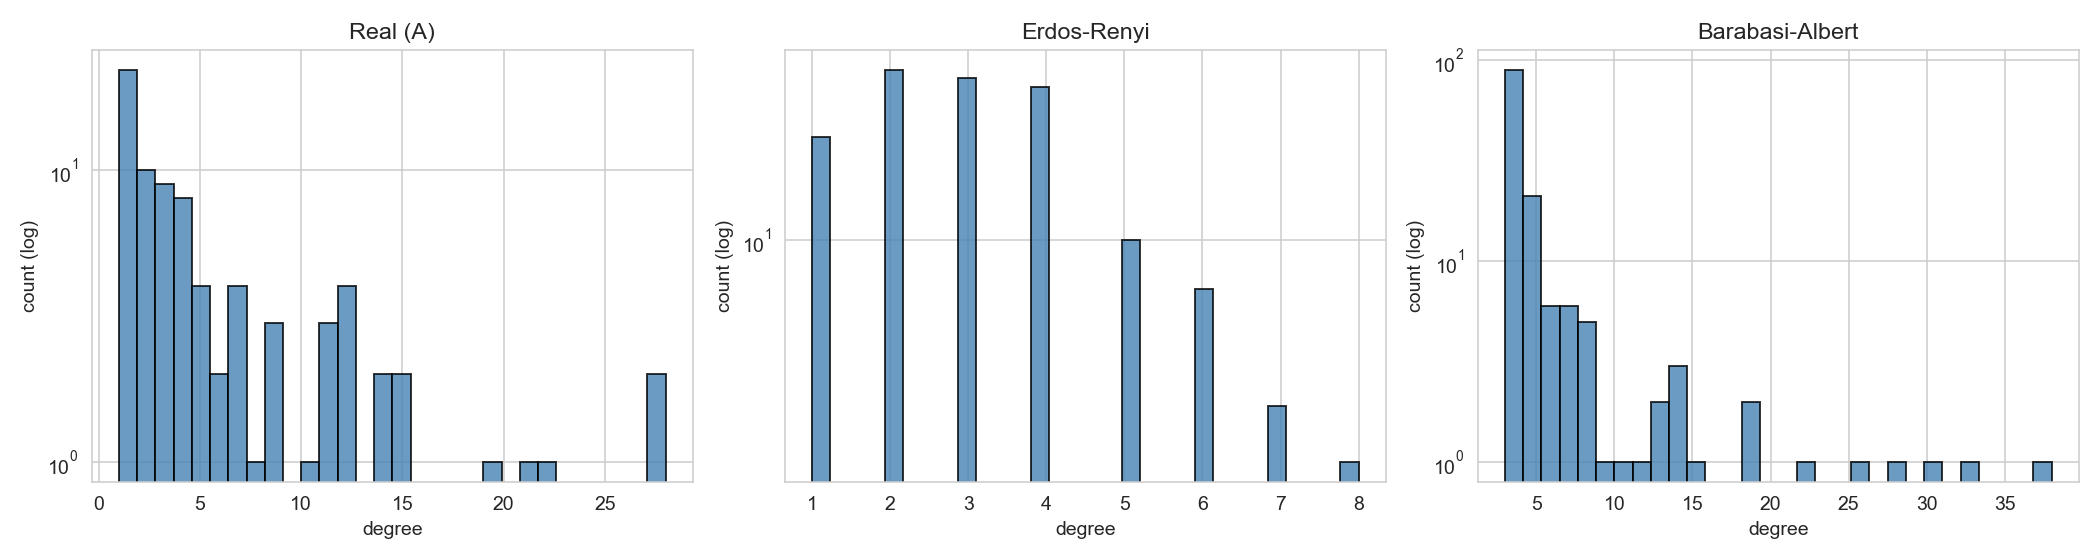 Real (A)
Erdos-Renyi
Barabasi-Albert
count (log)
10^1
10^0
0 5 10 15 20 25
degree
count (log)
10^1
1 2 3 4 5 6 7 8
degree
count (log)
10^2
10^1
10^0
5 10 15 20 25 30 35
degree